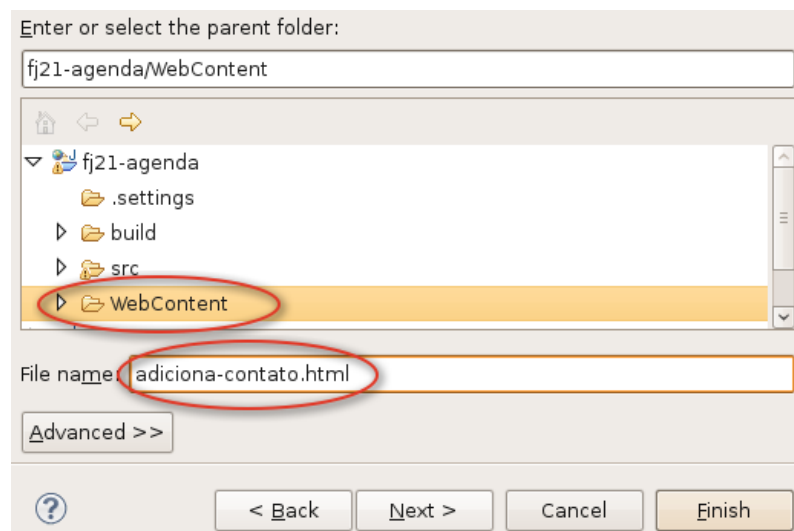 Enter or select the parent folder:
fj21-agenda/WebContent
fj21-agenda
.settings
build
src
WebContent
File name: adiciona-contato.html
Advanced >>
< Back Next > Cancel Finish